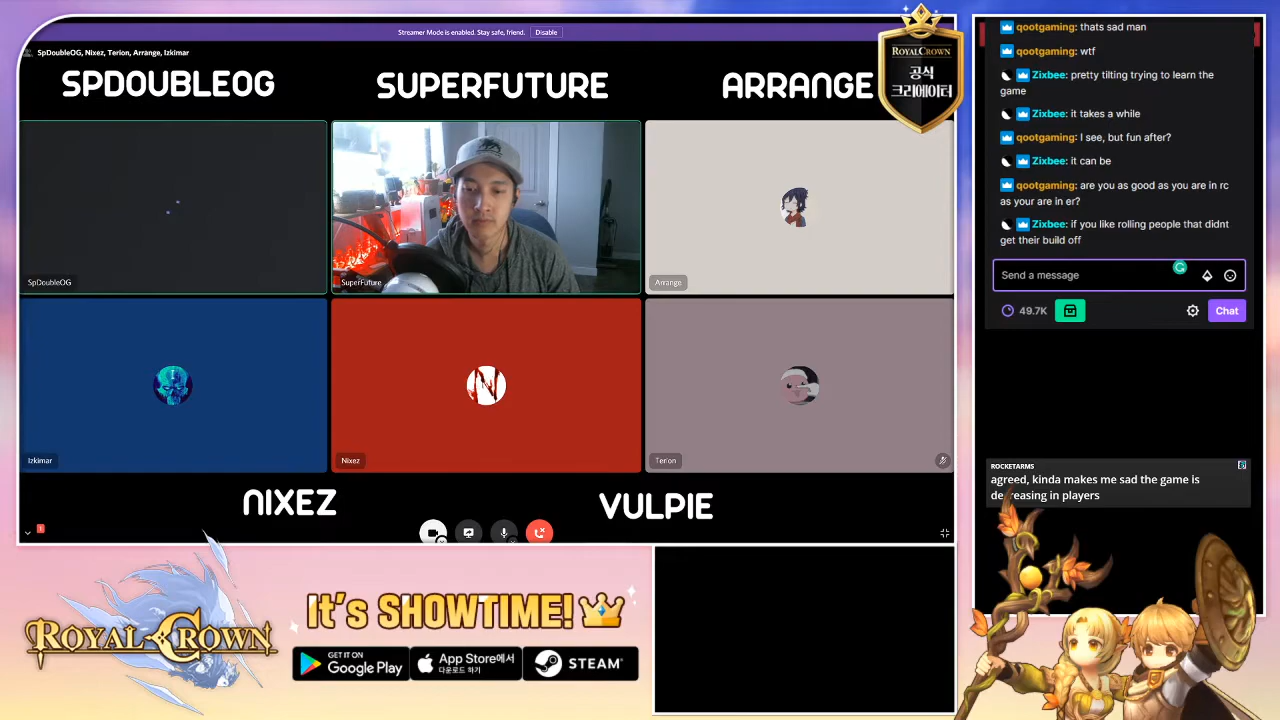 Streamer Mode is enabled. Stay safe, friend. Disable
SpDoubleOG, Nixez, Terion, Arrange, Izkimar
SPDOUBLEOG
SUPERFUTURE
ARRANGE
ROYALCROWN
공식
크리에이터
SpDoubleOG
SuperFuture
Arrange
Izkimar
Nixez
Terion
NIXEZ
VULPIE
1
qootgaming: thats sad man
qootgaming: wtf
Zixbee: pretty tilting trying to learn the
game
Zixbee: it takes a while
qootgaming: I see, but fun after?
Zixbee: it can be
qootgaming: are you as good as you are in rc
as your are in er?
Zixbee: if you like rolling people that didnt
get their build off
Send a message
49.7K
Chat
ROCKETARMS
agreed, kinda makes me sad the game is
decreasing in players
ROYAL CROWN
It's SHOWTIME!
GET IT ON
Google Play
App Store에서
다운로드 하기
STEAM